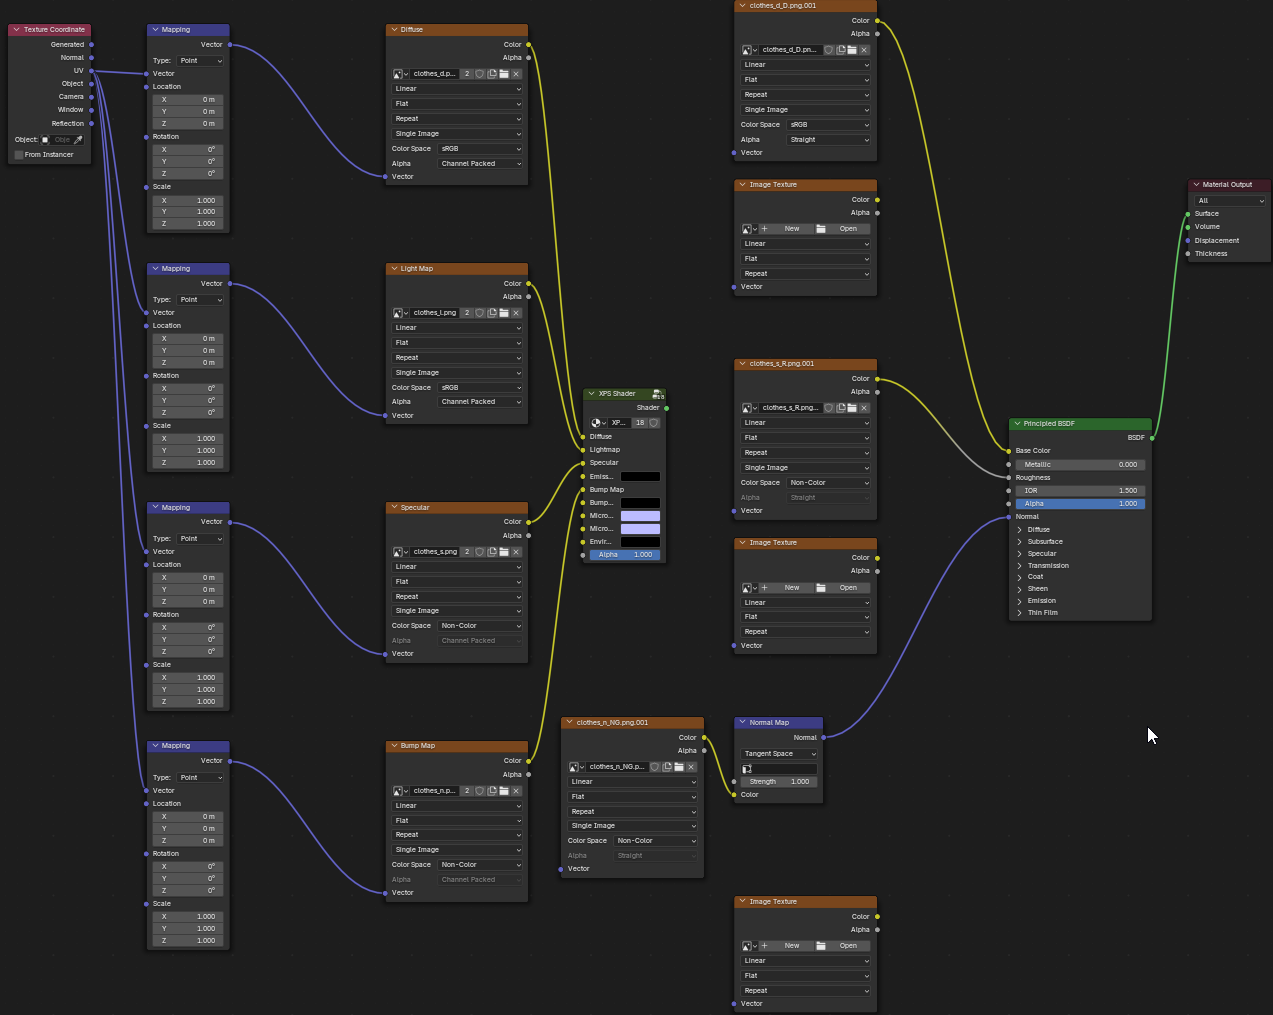 Texture Coordinate
Generated
Normal
UV
Object
Camera
Window
Reflection
Object: Obje
From Instancer
Mapping
Vector
Type: Point
Vector
Location
X 0 m
Y 0 m
Z 0 m
Rotation
X 0°
Y 0°
Z 0°
Scale
X 1.000
Y 1.000
Z 1.000
Mapping
Vector
Type: Point
Vector
Location
X 0 m
Y 0 m
Z 0 m
Rotation
X 0°
Y 0°
Z 0°
Scale
X 1.000
Y 1.000
Z 1.000
Mapping
Vector
Type: Point
Vector
Location
X 0 m
Y 0 m
Z 0 m
Rotation
X 0°
Y 0°
Z 0°
Scale
X 1.000
Y 1.000
Z 1.000
Mapping
Vector
Type: Point
Vector
Location
X 0 m
Y 0 m
Z 0 m
Rotation
X 0°
Y 0°
Z 0°
Scale
X 1.000
Y 1.000
Z 1.000
Diffuse
Color
Alpha
clothes_d.p... 2
Linear
Flat
Repeat
Single Image
Color Space sRGB
Alpha Channel Packed
Vector
Light Map
Color
Alpha
clothes_l.png 2
Linear
Flat
Repeat
Single Image
Color Space sRGB
Alpha Channel Packed
Vector
Specular
Color
Alpha
clothes_s.png 2
Linear
Flat
Repeat
Single Image
Color Space Non-Color
Alpha Channel Packed
Vector
Bump Map
Color
Alpha
clothes_n.p... 2
Linear
Flat
Repeat
Single Image
Color Space Non-Color
Alpha Channel Packed
Vector
XPS Shader
18
Shader
XP... 18
Diffuse
Lightmap
Specular
Emiss...
Bump Map
Bump...
Micro...
Micro...
Envir...
Alpha 1.000
clothes_n_NG.png.001
Color
Alpha
clothes_n_NG.p...
Linear
Flat
Repeat
Single Image
Color Space Non-Color
Alpha Straight
Vector
clothes_d_D.png.001
Color
Alpha
clothes_d_D.pn...
Linear
Flat
Repeat
Single Image
Color Space sRGB
Alpha Straight
Vector
Image Texture
Color
Alpha
New Open
Linear
Flat
Repeat
Vector
clothes_s_R.png.001
Color
Alpha
clothes_s_R.png...
Linear
Flat
Repeat
Single Image
Color Space Non-Color
Alpha Straight
Vector
Image Texture
Color
Alpha
New Open
Linear
Flat
Repeat
Vector
Normal Map
Normal
Tangent Space
Strength 1.000
Color
Image Texture
Color
Alpha
New Open
Linear
Flat
Repeat
Vector
Principled BSDF
BSDF
Base Color
Metallic 0.000
Roughness
IOR 1.500
Alpha 1.000
Normal
Diffuse
Subsurface
Specular
Transmission
Coat
Sheen
Emission
Thin Film
Material Output
All
Surface
Volume
Displacement
Thickness